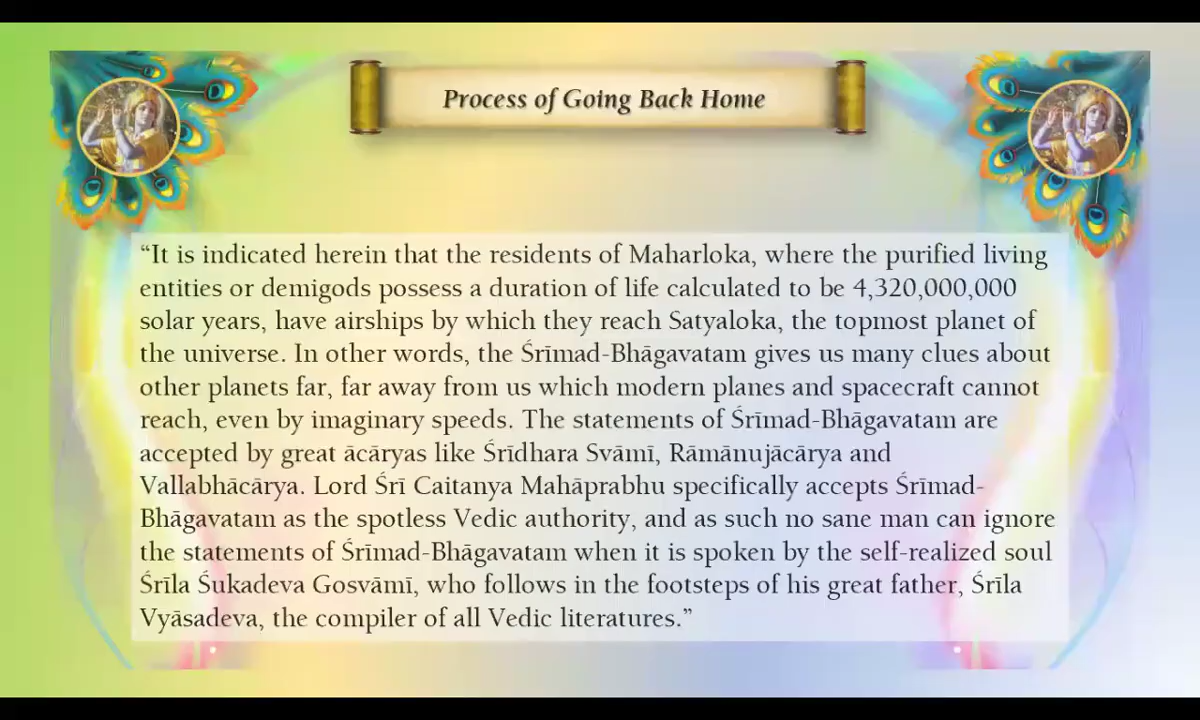 Process of Going Back Home
“It is indicated herein that the residents of Maharloka, where the purified living
entities or demigods possess a duration of life calculated to be 4,320,000,000
solar years, have airships by which they reach Satyaloka, the topmost planet of
the universe. In other words, the Śrīmad-Bhāgavatam gives us many clues about
other planets far, far away from us which modern planes and spacecraft cannot
reach, even by imaginary speeds. The statements of Śrīmad-Bhāgavatam are
accepted by great ācāryas like Śrīdhara Svāmī, Rāmānujācārya and
Vallabhācārya. Lord Śrī Caitanya Mahāprabhu specifically accepts Śrīmad-
Bhāgavatam as the spotless Vedic authority, and as such no sane man can ignore
the statements of Śrīmad-Bhāgavatam when it is spoken by the self-realized soul
Śrīla Śukadeva Gosvāmī, who follows in the footsteps of his great father, Śrīla
Vyāsadeva, the compiler of all Vedic literatures.”